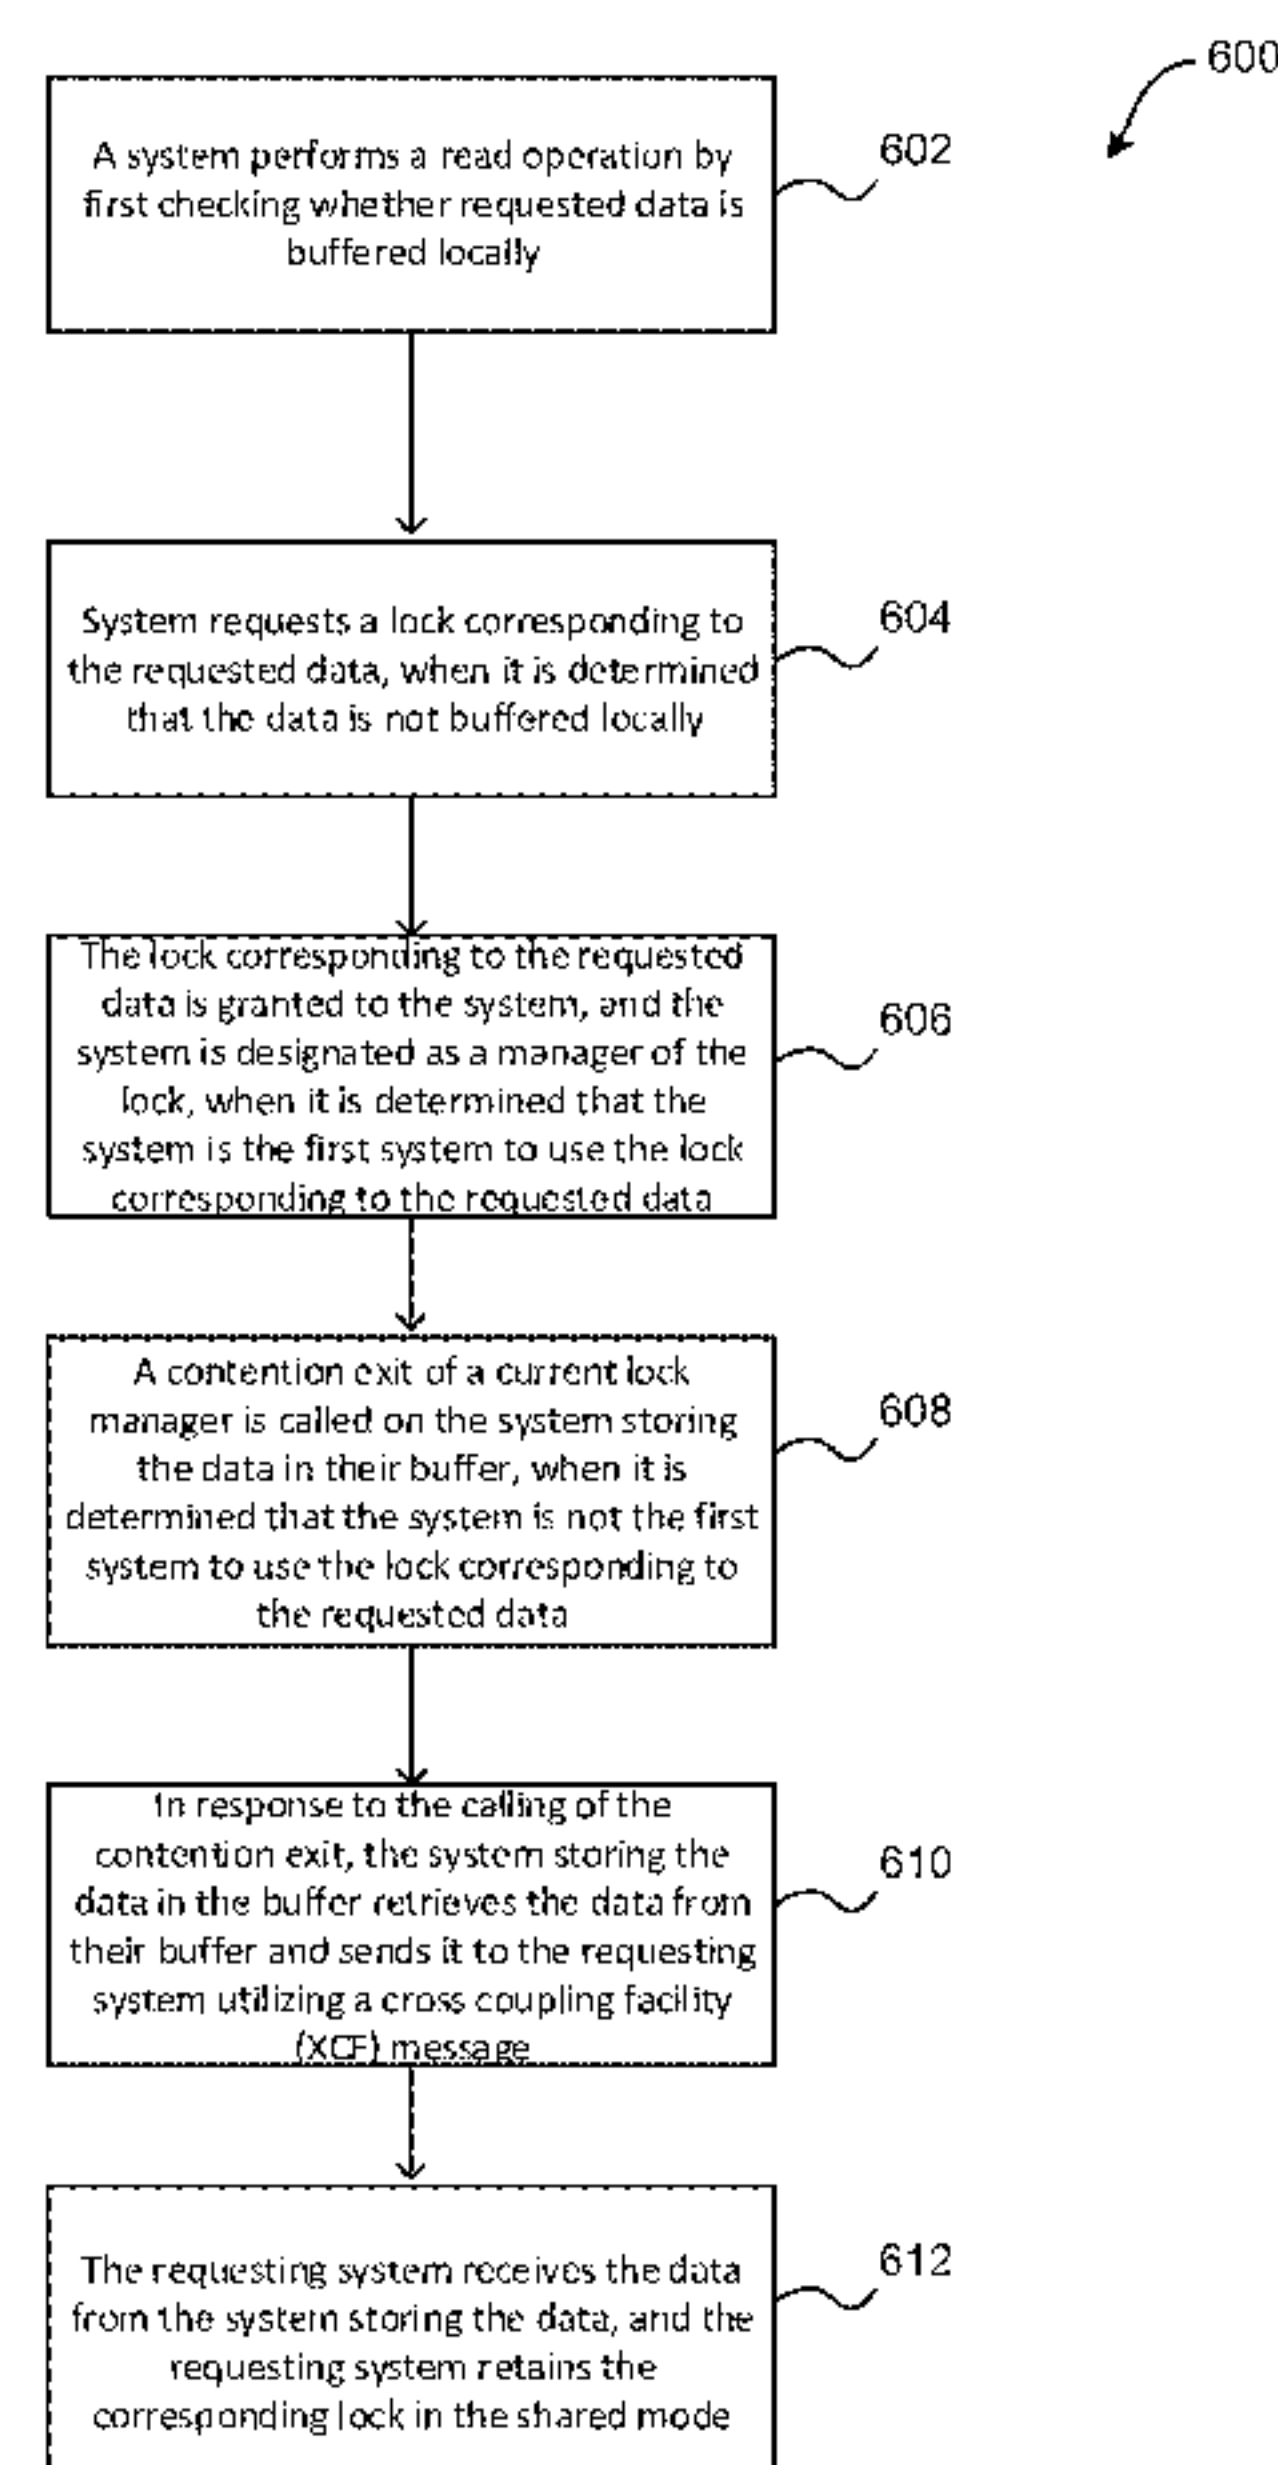 600
A system performs a read operation by
first checking whether requested data is
buffered locally
602
System requests a lock corresponding to
the requested data, when it is determined
that the data is not buffered locally
604
The lock corresponding to the requested
data is granted to the system, and the
system is designated as a manager of the
lock, when it is determined that the
system is the first system to use the lock
corresponding to the requested data
606
A contention exit of a current lock
manager is called on the system storing
the data in their buffer, when it is
determined that the system is not the first
system to use the lock corresponding to
the requested data
608
In response to the calling of the
contention exit, the system storing the
data in the buffer retrieves the data from
their buffer and sends it to the requesting
system utilizing a cross coupling facility
(XCF) message
610
The requesting system receives the data
from the system storing the data, and the
requesting system retains the
corresponding lock in the shared mode
612